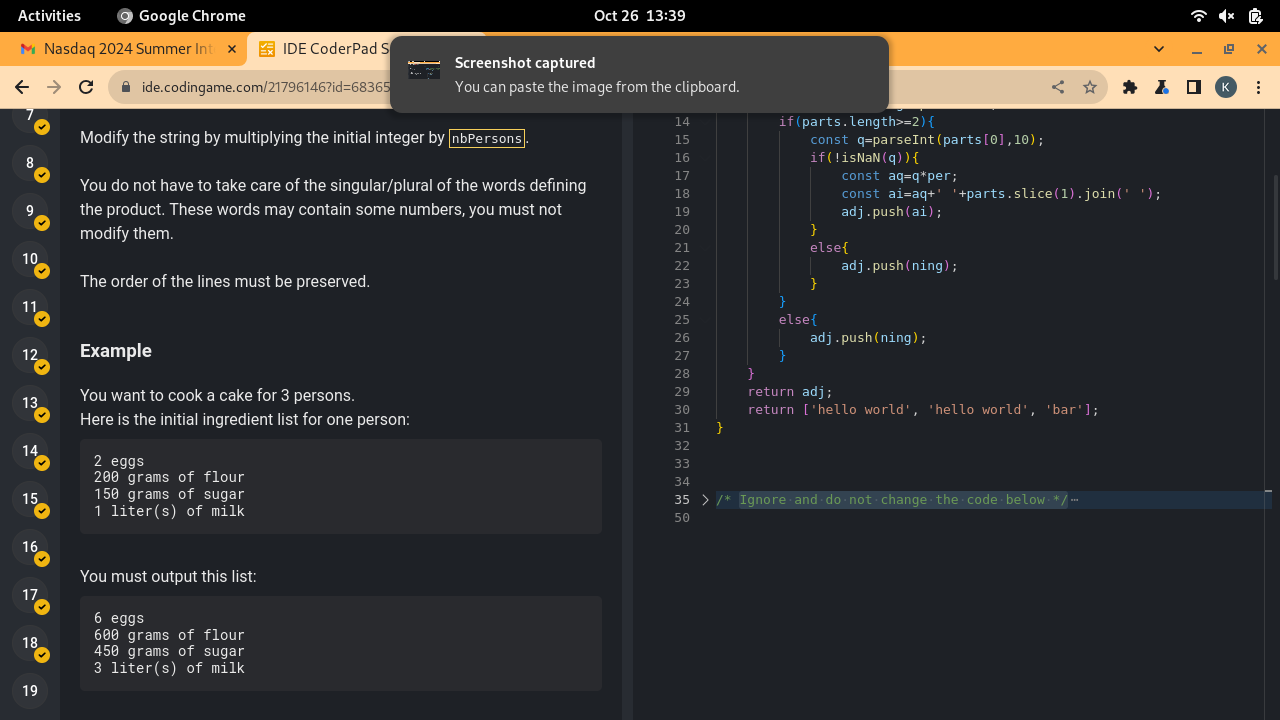 Activities
Google Chrome
Oct 26 13:39
Nasdaq 2024 Summer Int
IDE CoderPad S
Screenshot captured
You can paste the image from the clipboard.
ide.codingame.com/21796146?id=68365
K
7
8
9
10
11
12
13
14
15
16
17
18
19
Modify the string by multiplying the initial integer by nbPersons.
You do not have to take care of the singular/plural of the words defining
the product. These words may contain some numbers, you must not
modify them.
The order of the lines must be preserved.
Example
You want to cook a cake for 3 persons.
Here is the initial ingredient list for one person:
2 eggs
200 grams of flour
150 grams of sugar
1 liter(s) of milk
You must output this list:
6 eggs
600 grams of flour
450 grams of sugar
3 liter(s) of milk
14 if(parts.length>=2){
15 const q=parseInt(parts[0],10);
16 if(!isNaN(q)){
17 const aq=q*per;
18 const ai=aq+' '+parts.slice(1).join(' ');
19 adj.push(ai);
20 }
21 else{
22 adj.push(ning);
23 }
24 }
25 else{
26 adj.push(ning);
27 }
28 }
29 return adj;
30 return ['hello world', 'hello world', 'bar'];
31 }
32
33
34
35 /* Ignore and do not change the code below */…
50